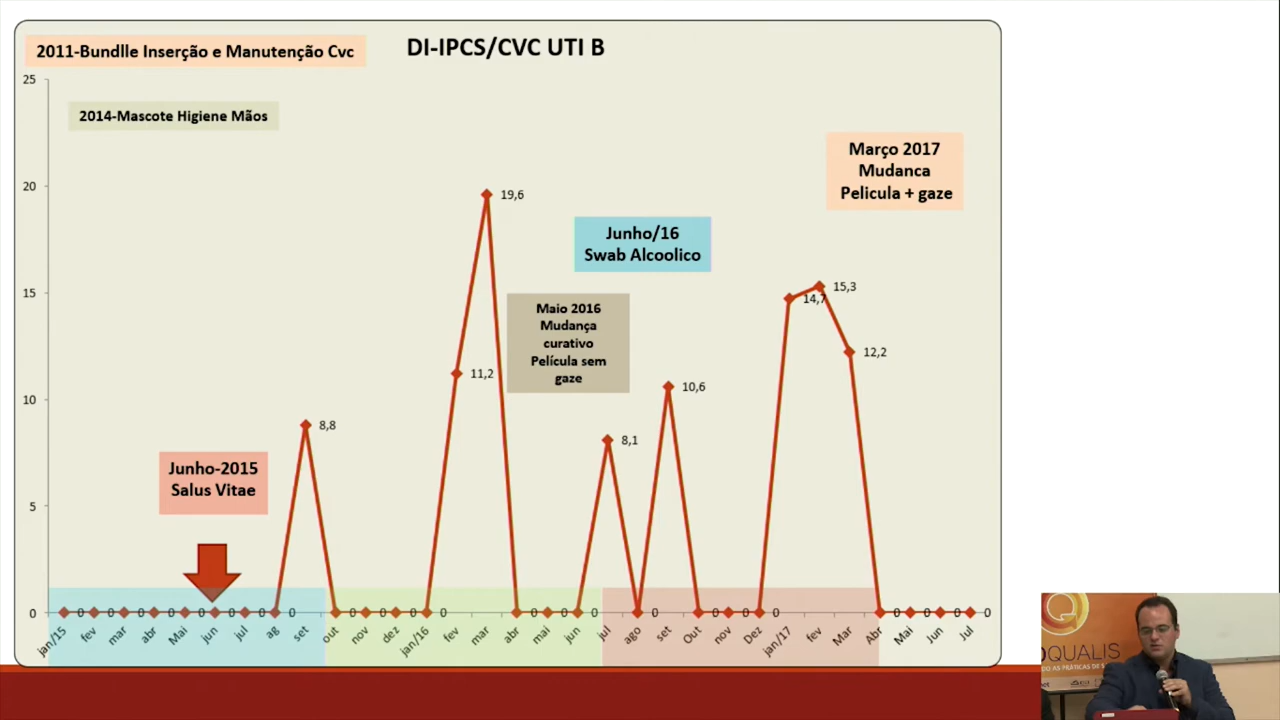 2011-Bundlle Inserção e Manutenção Cvc
DI-IPCS/CVC UTI B
25
2014-Mascote Higiene Mãos
Março 2017
Mudanca
Pelicula + gaze
20
19,6
Junho/16
Swab Alcoolico
15
15,3
14,7
Maio 2016
Mudança
curativo
Película sem
gaze
12,2
11,2
10,6
10
8,8
8,1
Junho-2015
Salus Vitae
5
0
0 0 0 0 0 0 0 0 0 0 0 0 0 0 0 0 0 0 0 0 0 0
jan/15 fev mar abr Mai jun jul ag set out nov dez jan/16 fev mar abr mai jun jul ago set Out nov Dez jan/17 fev Mar Abr Mai Jun Jul
OQUALIS